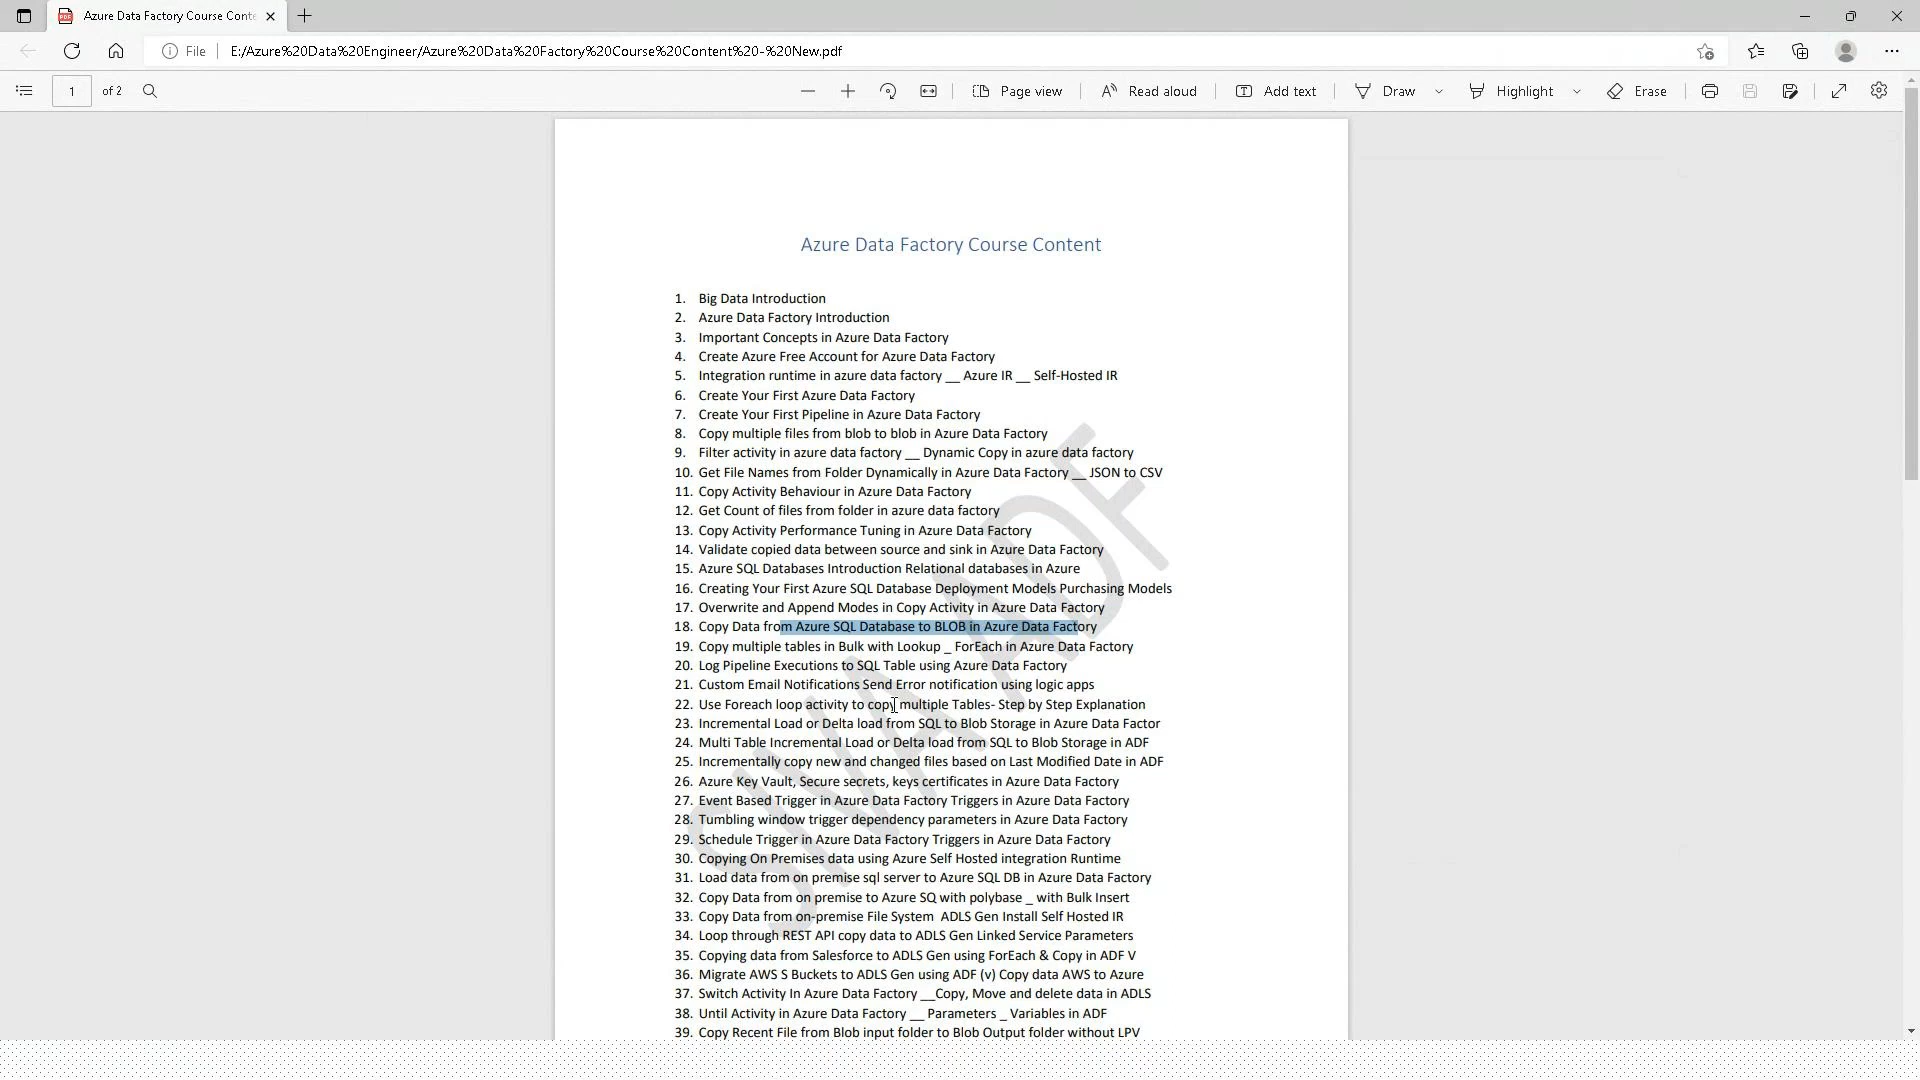 Azure Data Factory Course Conte
File
E:/Azure%20Data%20Engineer/Azure%20Data%20Factory%20Course%20Content%20-%20New.pdf
1 of 2
Page view
Read aloud
Add text
Draw
Highlight
Erase
Azure Data Factory Course Content
1. Big Data Introduction
2. Azure Data Factory Introduction
3. Important Concepts in Azure Data Factory
4. Create Azure Free Account for Azure Data Factory
5. Integration runtime in azure data factory __ Azure IR __ Self-Hosted IR
6. Create Your First Azure Data Factory
7. Create Your First Pipeline in Azure Data Factory
8. Copy multiple files from blob to blob in Azure Data Factory
9. Filter activity in azure data factory __ Dynamic Copy in azure data factory
10. Get File Names from Folder Dynamically in Azure Data Factory __ JSON to CSV
11. Copy Activity Behaviour in Azure Data Factory
12. Get Count of files from folder in azure data factory
13. Copy Activity Performance Tuning in Azure Data Factory
14. Validate copied data between source and sink in Azure Data Factory
15. Azure SQL Databases Introduction Relational databases in Azure
16. Creating Your First Azure SQL Database Deployment Models Purchasing Models
17. Overwrite and Append Modes in Copy Activity in Azure Data Factory
18. Copy Data from Azure SQL Database to BLOB in Azure Data Factory
19. Copy multiple tables in Bulk with Lookup _ ForEach in Azure Data Factory
20. Log Pipeline Executions to SQL Table using Azure Data Factory
21. Custom Email Notifications Send Error notification using logic apps
22. Use Foreach loop activity to copy multiple Tables- Step by Step Explanation
23. Incremental Load or Delta load from SQL to Blob Storage in Azure Data Factor
24. Multi Table Incremental Load or Delta load from SQL to Blob Storage in ADF
25. Incrementally copy new and changed files based on Last Modified Date in ADF
26. Azure Key Vault, Secure secrets, keys certificates in Azure Data Factory
27. Event Based Trigger in Azure Data Factory Triggers in Azure Data Factory
28. Tumbling window trigger dependency parameters in Azure Data Factory
29. Schedule Trigger in Azure Data Factory Triggers in Azure Data Factory
30. Copying On Premises data using Azure Self Hosted integration Runtime
31. Load data from on premise sql server to Azure SQL DB in Azure Data Factory
32. Copy Data from on premise to Azure SQ with polybase _ with Bulk Insert
33. Copy Data from on-premise File System ADLS Gen Install Self Hosted IR
34. Loop through REST API copy data to ADLS Gen Linked Service Parameters
35. Copying data from Salesforce to ADLS Gen using ForEach & Copy in ADF V
36. Migrate AWS S Buckets to ADLS Gen using ADF (v) Copy data AWS to Azure
37. Switch Activity In Azure Data Factory __Copy, Move and delete data in ADLS
38. Until Activity in Azure Data Factory __ Parameters _ Variables in ADF
39. Copy Recent File from Blob input folder to Blob Output folder without LPV
SIVA ADF